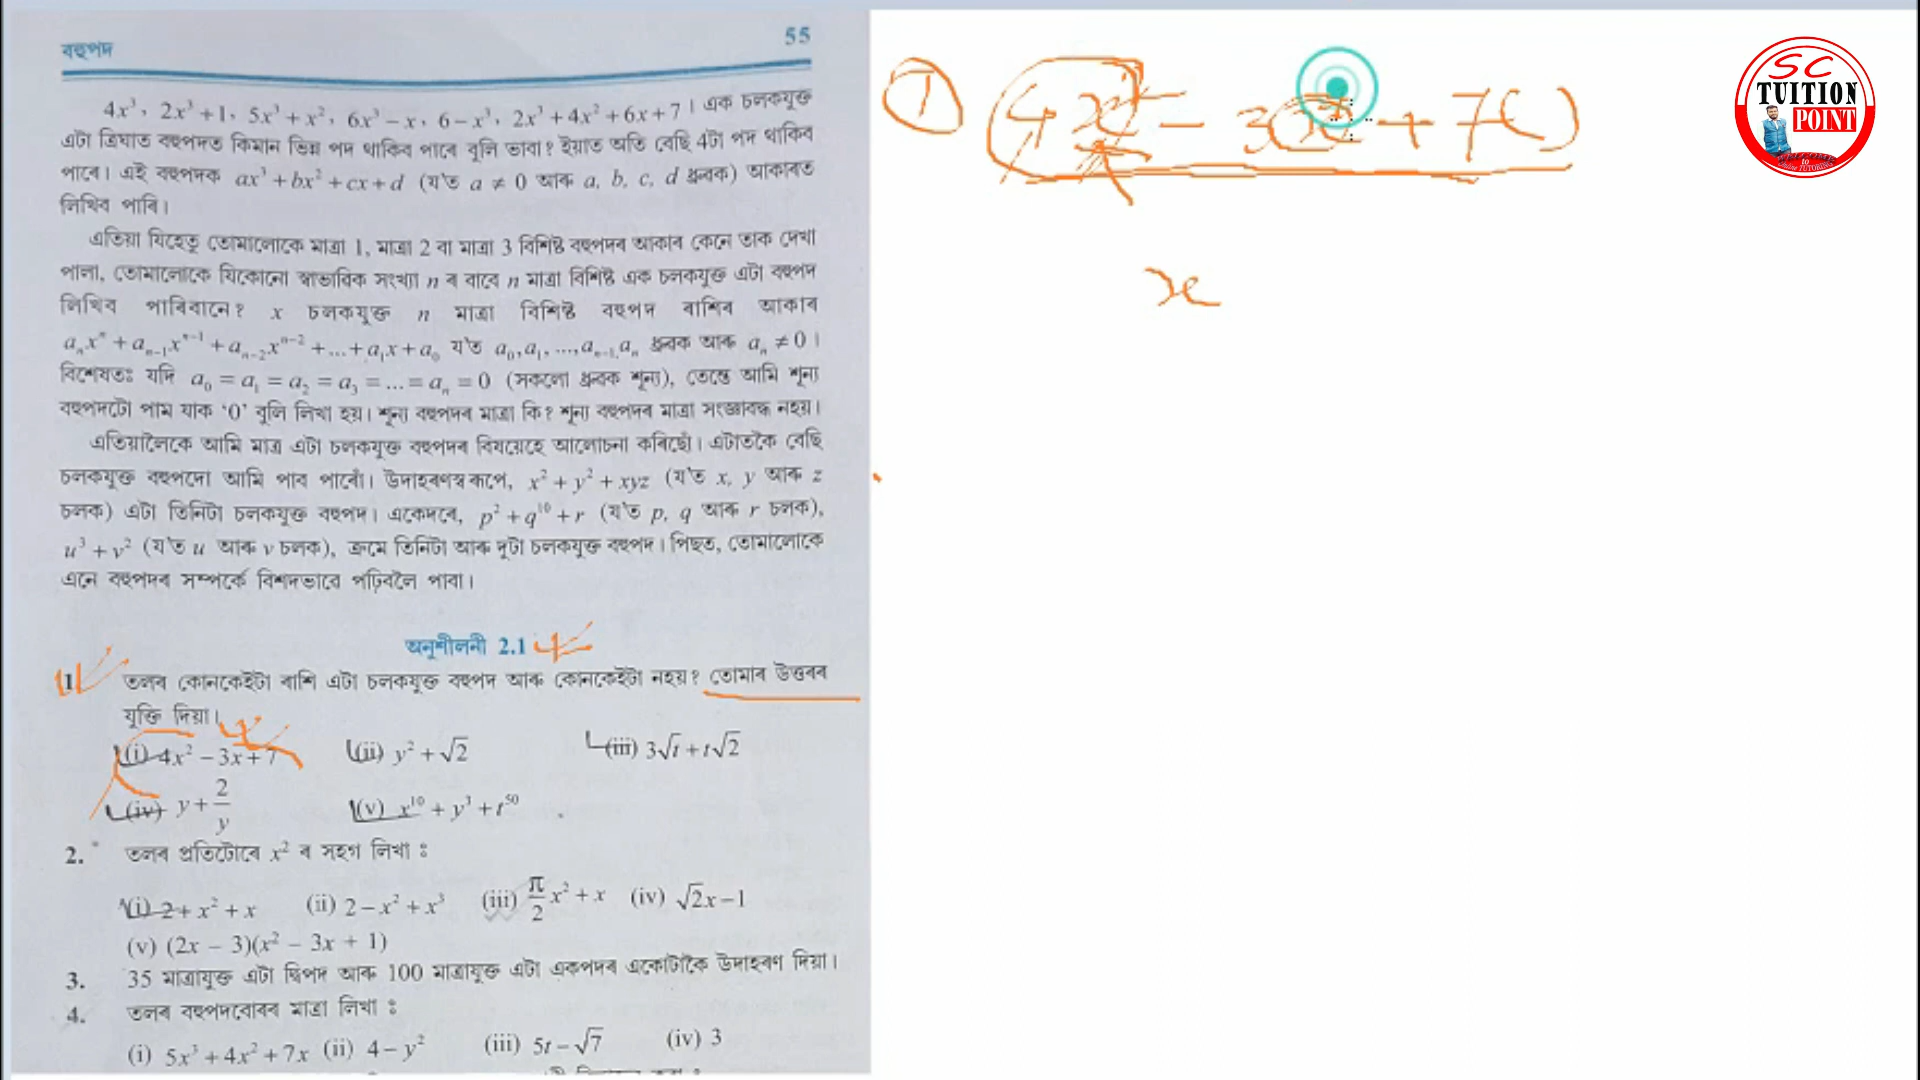 বহুপদ
55
4x³, 2x³+1, 5x³+x², 6x³−x, 6−x³, 2x³+4x²+6x+7। এক চলকযুক্ত
এটা ত্ৰিঘাত বহুপদত কিমান ভিন্ন পদ থাকিব পাৰে বুলি ভাবা? ইয়াত অতি বেছি 4টা পদ থাকিব
পাৰে। এই বহুপদক ax³+bx²+cx+d (য'ত a ≠ 0 আৰু a, b, c, d ধ্ৰুবক) আকাৰত
লিখিব পাৰি।
এতিয়া যিহেতু তোমালোকে মাত্ৰা 1, মাত্ৰা 2 বা মাত্ৰা 3 বিশিষ্ট বহুপদৰ আকাৰ কেনে তাক দেখা
পালা, তোমালোকে যিকোনো স্বাভাবিক সংখ্যা n ৰ বাবে n মাত্ৰা বিশিষ্ট এক চলকযুক্ত এটা বহুপদ
লিখিব পাৰিবানে? x চলকযুক্ত n মাত্ৰা বিশিষ্ট বহুপদ ৰাশিৰ আকাৰ
aₙxⁿ + aₙ₋₁xⁿ⁻¹ + aₙ₋₂xⁿ⁻² + ... + a₁x + a₀ য'ত a₀, a₁, ..., aₙ₋₁, aₙ ধ্ৰুবক আৰু aₙ ≠ 0।
বিশেষতঃ যদি a₀ = a₁ = a₂ = a₃ = ... = aₙ = 0 (সকলো ধ্ৰুবক শূন্য), তেন্তে আমি শূন্য
বহুপদটো পাম যাক '0' বুলি লিখা হয়। শূন্য বহুপদৰ মাত্ৰা কি? শূন্য বহুপদৰ মাত্ৰা সংজ্ঞাবদ্ধ নহয়।
এতিয়ালৈকে আমি মাত্ৰ এটা চলকযুক্ত বহুপদৰ বিষয়েহে আলোচনা কৰিছোঁ। এটাতকৈ বেছি
চলকযুক্ত বহুপদো আমি পাব পাৰোঁ। উদাহৰণস্বৰূপে, x² + y² + xyz (য'ত x, y আৰু z
চলক) এটা তিনিটা চলকযুক্ত বহুপদ। একেদৰে, p² + q¹⁰ + r (য'ত p, q আৰু r চলক),
u³ + v² (য'ত u আৰু v চলক), ক্ৰমে তিনিটা আৰু দুটা চলকযুক্ত বহুপদ। পিছত, তোমালোকে
এনে বহুপদৰ সম্পৰ্কে বিশদভাবে পঢ়িবলৈ পাবা।
অনুশীলনী 2.1
1 তলৰ কোনকেইটা ৰাশি এটা চলকযুক্ত বহুপদ আৰু কোনকেইটা নহয়? তোমাৰ উত্তৰৰ
যুক্তি দিয়া।
(i) 4x² − 3x + 7 (ii) y² + √2 (iii) 3√t + t√2
(iv) y + 2/y (v) x¹⁰ + y³ + t⁵⁰
2. তলৰ প্ৰতিটোৰে x² ৰ সহগ লিখা ঃ
(i) 2 + x² + x (ii) 2 − x² + x³ (iii) π/2 x² + x (iv) √2x − 1
(v) (2x − 3)(x² − 3x + 1)
3. 35 মাত্ৰাযুক্ত এটা দ্বিপদ আৰু 100 মাত্ৰাযুক্ত এটা একপদৰ একোটাকৈ উদাহৰণ দিয়া।
4. তলৰ বহুপদবোৰৰ মাত্ৰা লিখা ঃ
(i) 5x³ + 4x² + 7x (ii) 4 − y² (iii) 5t − √7 (iv) 3
x
SC
TUITION
POINT